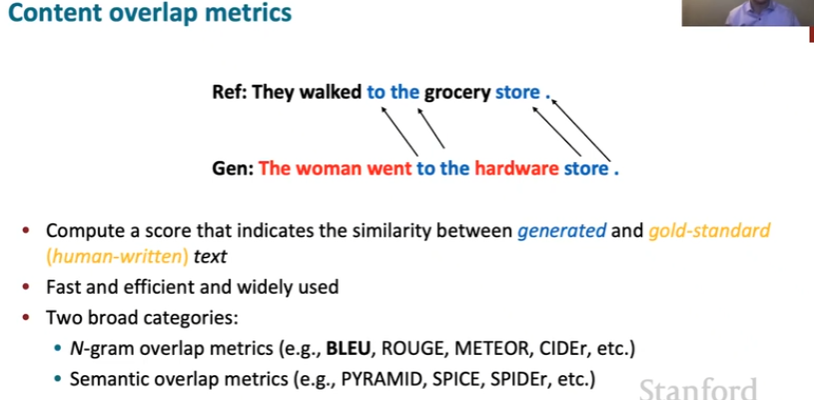 Content overlap metrics
Ref: They walked to the grocery store .
Gen: The woman went to the hardware store .
• Compute a score that indicates the similarity between generated and gold-standard
(human-written) text
• Fast and efficient and widely used
• Two broad categories:
• N-gram overlap metrics (e.g., BLEU, ROUGE, METEOR, CIDEr, etc.)
• Semantic overlap metrics (e.g., PYRAMID, SPICE, SPIDEr, etc.)
Stanford